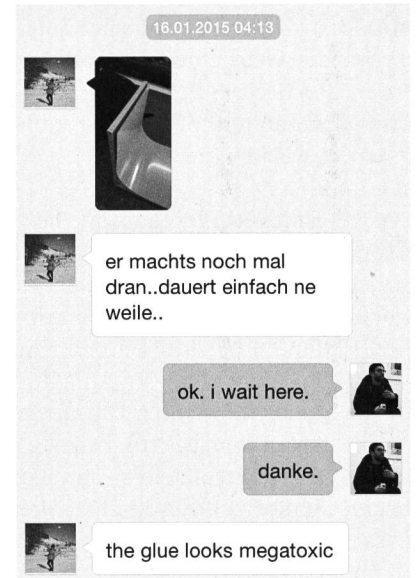 16.01.2015 04:13
er machts noch mal
dran..dauert einfach ne
weile..
ok. i wait here.
danke.
the glue looks megatoxic